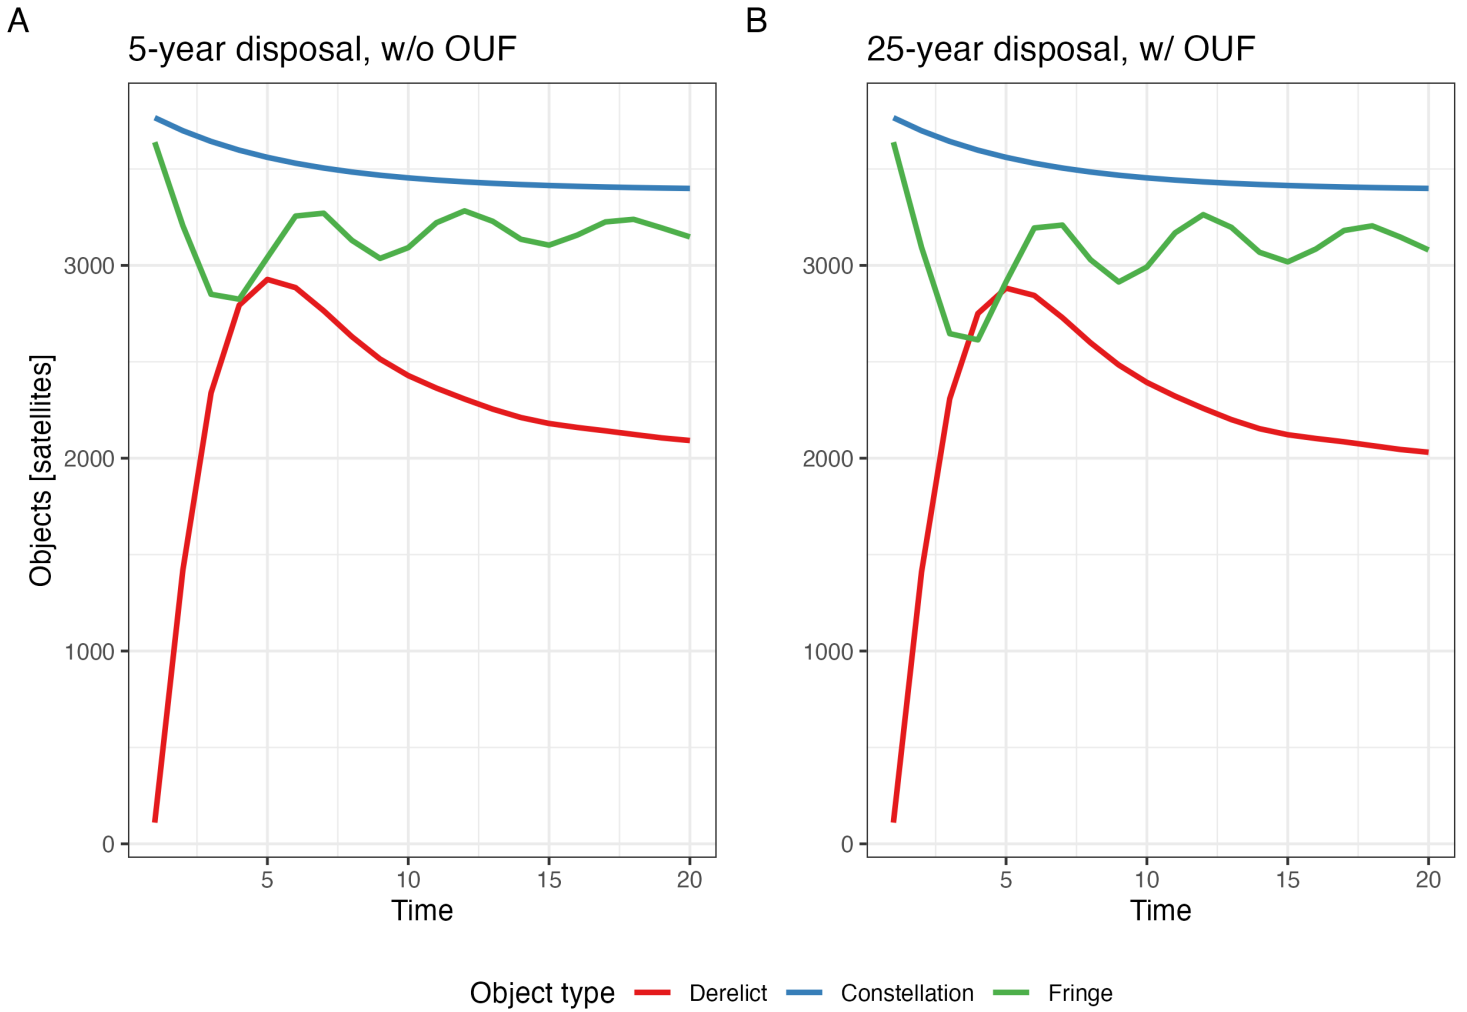 A
5-year disposal, w/o OUF
Objects [satellites]
3000
2000
1000
0
5 10 15 20
Time
B
25-year disposal, w/ OUF
3000
2000
1000
0
5 10 15 20
Time
Object type Derelict Constellation Fringe